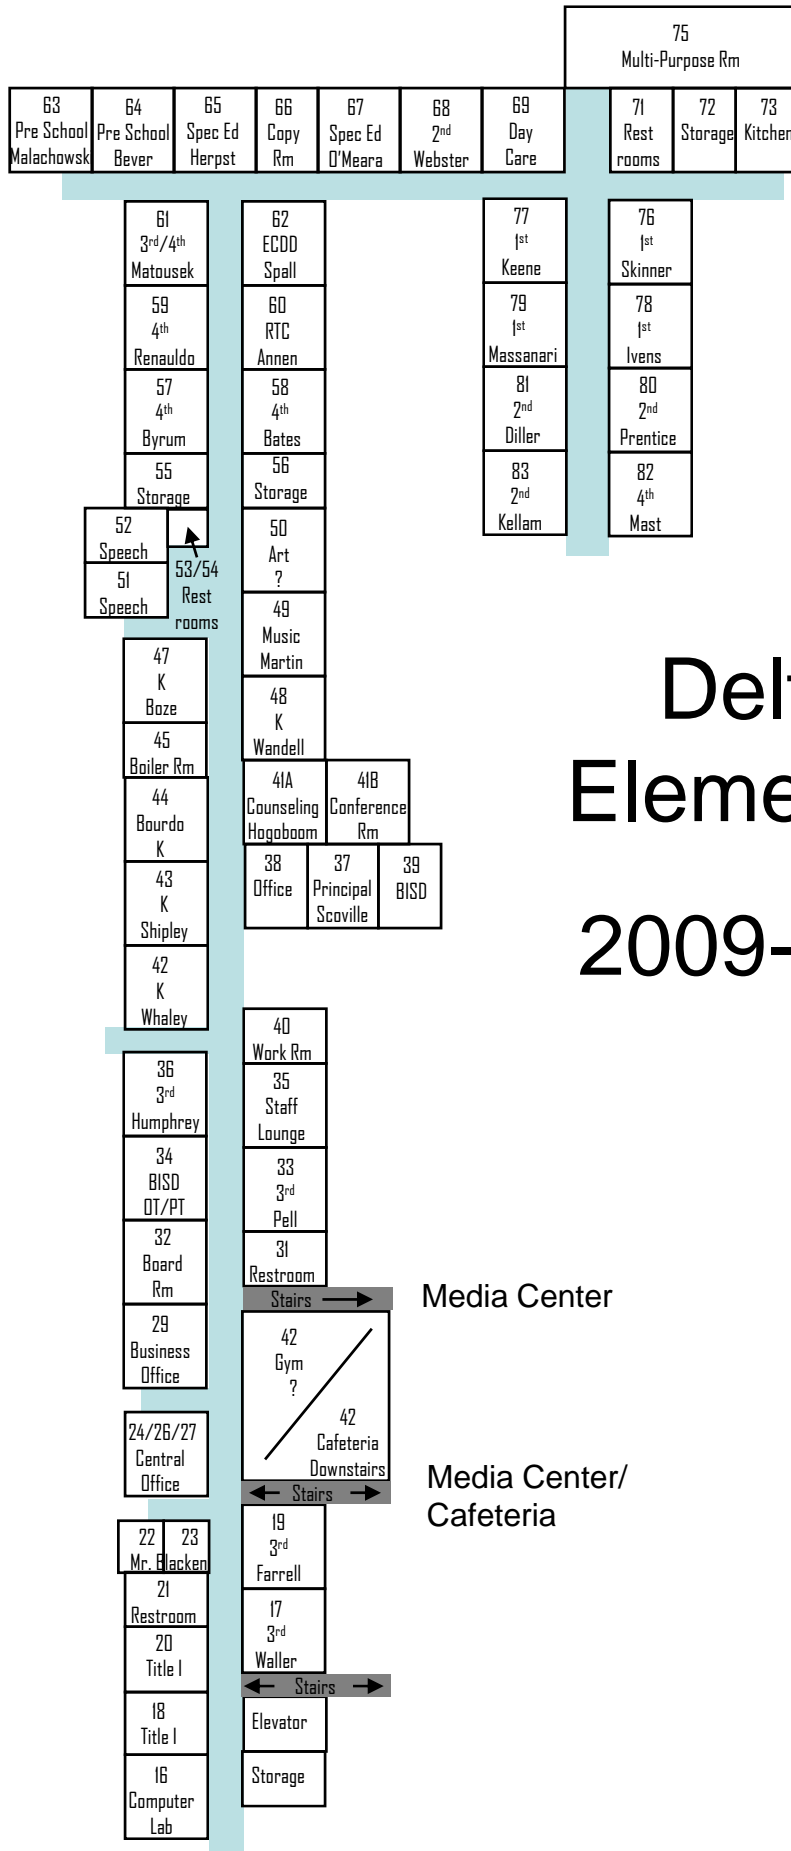 75
Multi-Purpose Rm
63
Pre School
Malachowsk
64
Pre School
Bever
65
Spec Ed
Herpst
66
Copy
Rm
67
Spec Ed
O'Meara
68
2nd
Webster
69
Day
Care
71
Rest
rooms
72
Storage
73
Kitchen
61
3rd/4th
Matousek
62
ECDD
Spall
77
1st
Keene
76
1st
Skinner
59
4th
Renauldo
60
RTC
Annen
79
1st
Massanari
78
1st
Ivens
57
4th
Byrum
58
4th
Bates
81
2nd
Diller
80
2nd
Prentice
55
Storage
56
Storage
83
2nd
Kellam
82
4th
Mast
52
Speech
53/54
Rest
rooms
51
Speech
50
Art
?
49
Music
Martin
47
K
Boze
48
K
Wandell
45
Boiler Rm
44
Bourdo
K
41A
Counseling
Hogoboom
41B
Conference
Rm
43
K
Shipley
38
Office
37
Principal
Scoville
39
BISD
42
K
Whaley
Delt
Eleme
2009-
40
Work Rm
36
3rd
Humphrey
35
Staff
Lounge
34
BISD
OT/PT
33
3rd
Pell
32
Board
Rm
31
Restroom
Stairs
Media Center
29
Business
Office
42
Gym
?
42
Cafeteria
Downstairs
24/26/27
Central
Office
Stairs
Media Center/
Cafeteria
22
23
Mr. Blacken
19
3rd
Farrell
21
Restroom
17
3rd
Waller
20
Title I
Stairs
18
Title I
Elevator
16
Computer
Lab
Storage